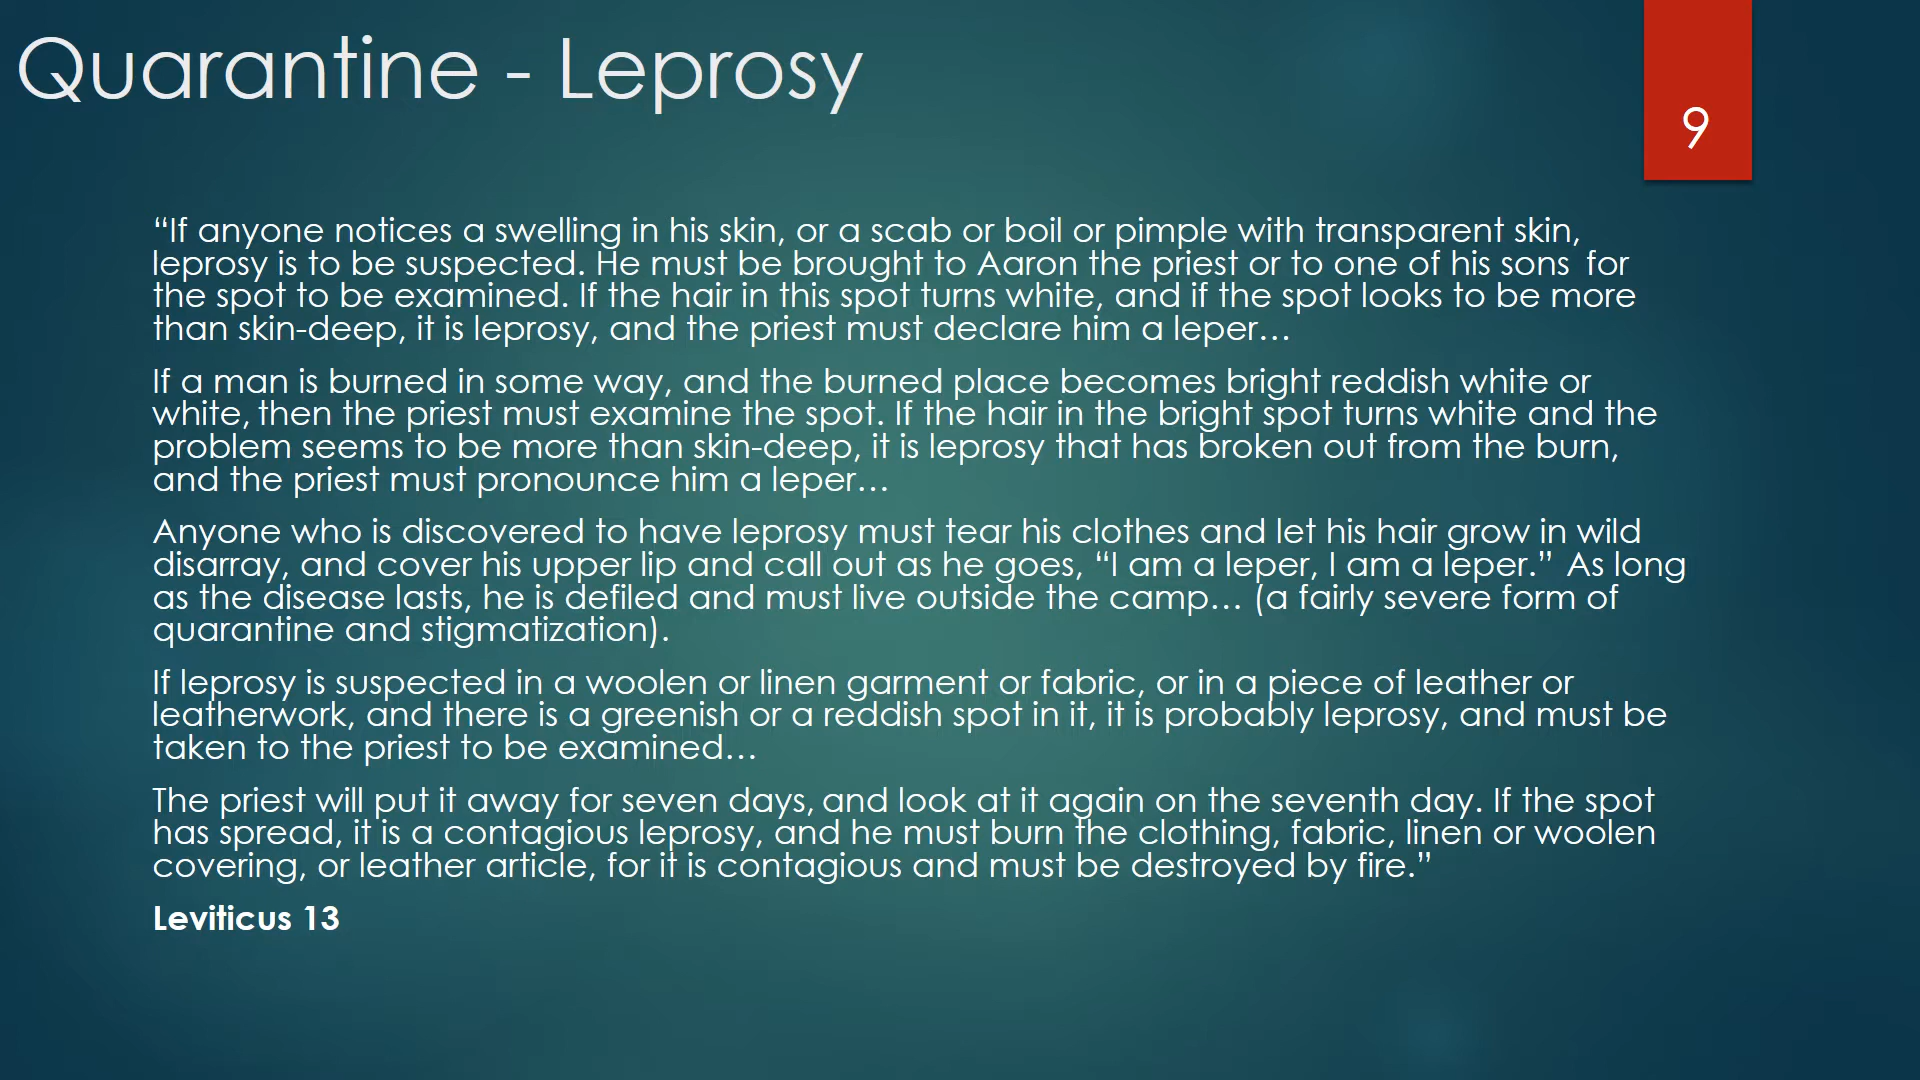 Quarantine - Leprosy
9
“If anyone notices a swelling in his skin, or a scab or boil or pimple with transparent skin,
leprosy is to be suspected. He must be brought to Aaron the priest or to one of his sons for
the spot to be examined. If the hair in this spot turns white, and if the spot looks to be more
than skin-deep, it is leprosy, and the priest must declare him a leper…
If a man is burned in some way, and the burned place becomes bright reddish white or
white, then the priest must examine the spot. If the hair in the bright spot turns white and the
problem seems to be more than skin-deep, it is leprosy that has broken out from the burn,
and the priest must pronounce him a leper…
Anyone who is discovered to have leprosy must tear his clothes and let his hair grow in wild
disarray, and cover his upper lip and call out as he goes, “I am a leper, I am a leper.” As long
as the disease lasts, he is defiled and must live outside the camp… (a fairly severe form of
quarantine and stigmatization).
If leprosy is suspected in a woolen or linen garment or fabric, or in a piece of leather or
leatherwork, and there is a greenish or a reddish spot in it, it is probably leprosy, and must be
taken to the priest to be examined…
The priest will put it away for seven days, and look at it again on the seventh day. If the spot
has spread, it is a contagious leprosy, and he must burn the clothing, fabric, linen or woolen
covering, or leather article, for it is contagious and must be destroyed by fire.”
Leviticus 13